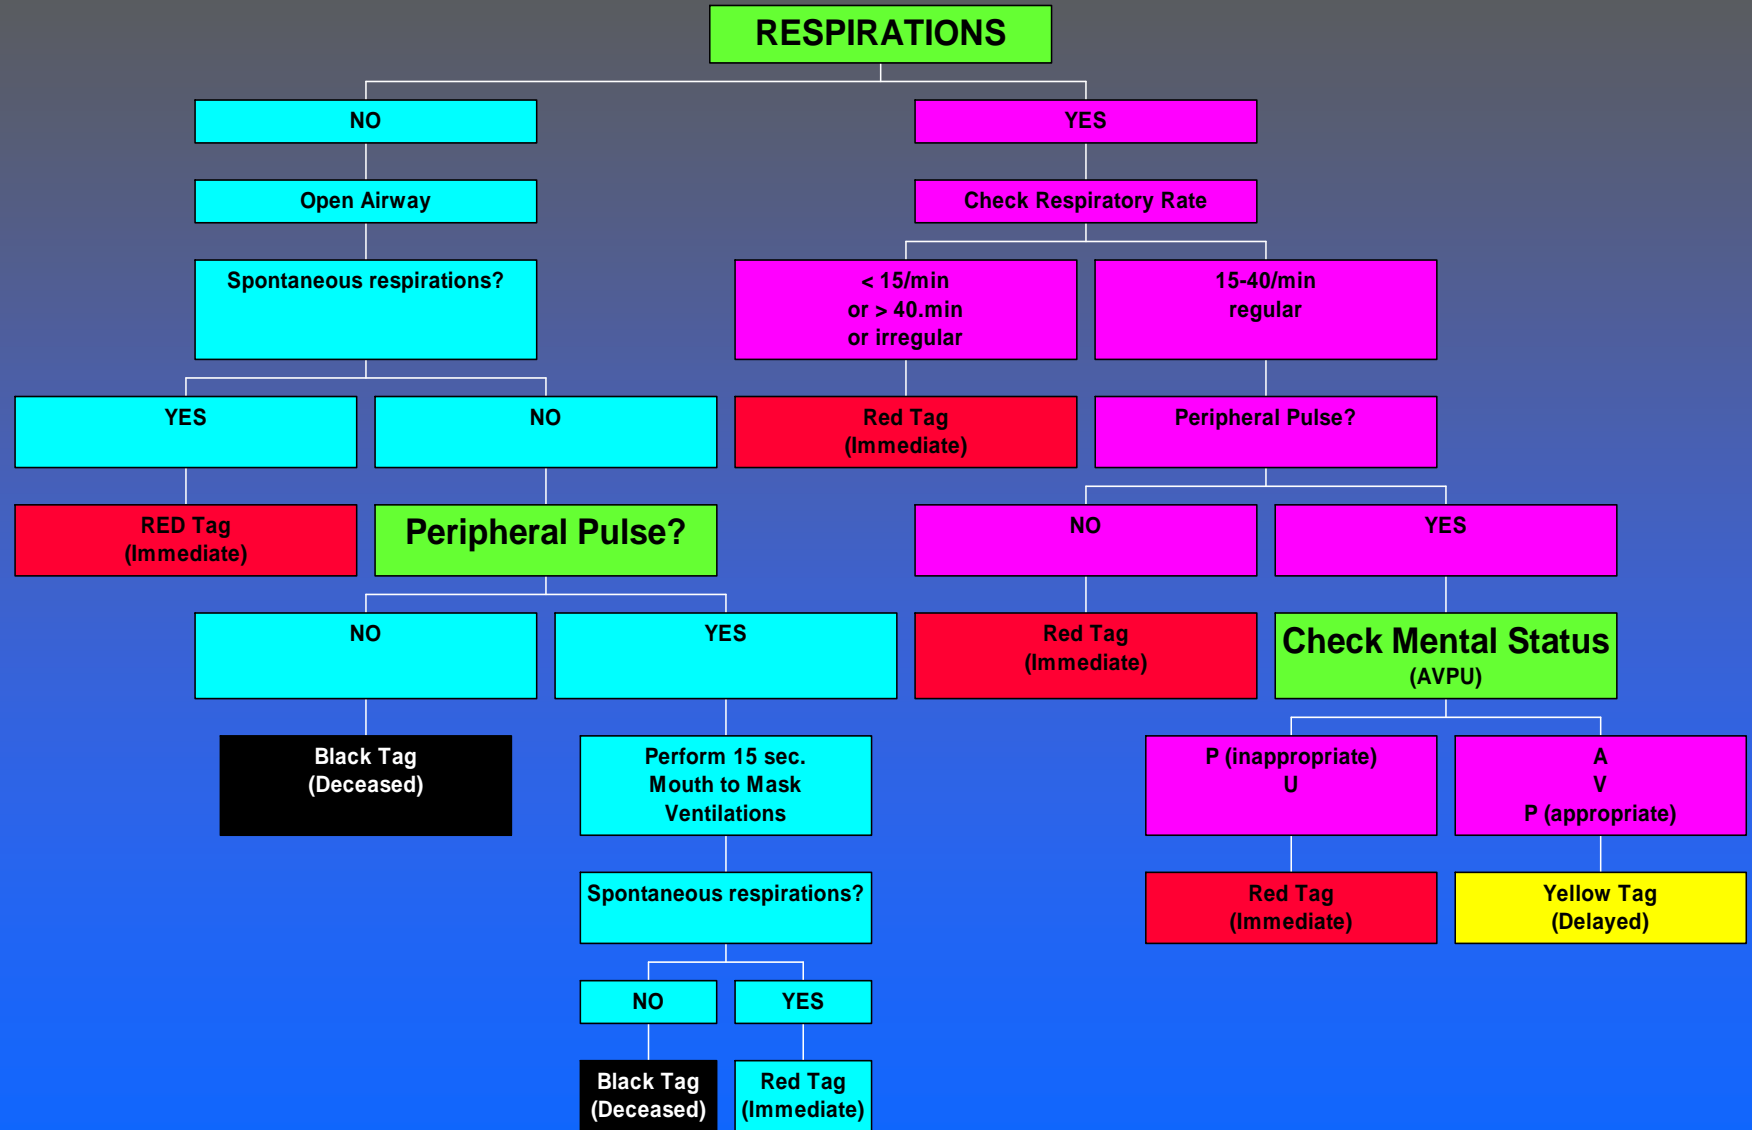 RESPIRATIONS
NO
YES
Open Airway
Check Respiratory Rate
Spontaneous respirations?
< 15/min
or > 40.min
or irregular
15-40/min
regular
YES
NO
Red Tag
(Immediate)
Peripheral Pulse?
RED Tag
(Immediate)
Peripheral Pulse?
NO
YES
NO
YES
Red Tag
(Immediate)
Check Mental Status
(AVPU)
Black Tag
(Deceased)
Perform 15 sec.
Mouth to Mask
Ventilations
P (inappropriate)
U
A
V
P (appropriate)
Spontaneous respirations?
Red Tag
(Immediate)
Yellow Tag
(Delayed)
NO
YES
Black Tag
(Deceased)
Red Tag
(Immediate)